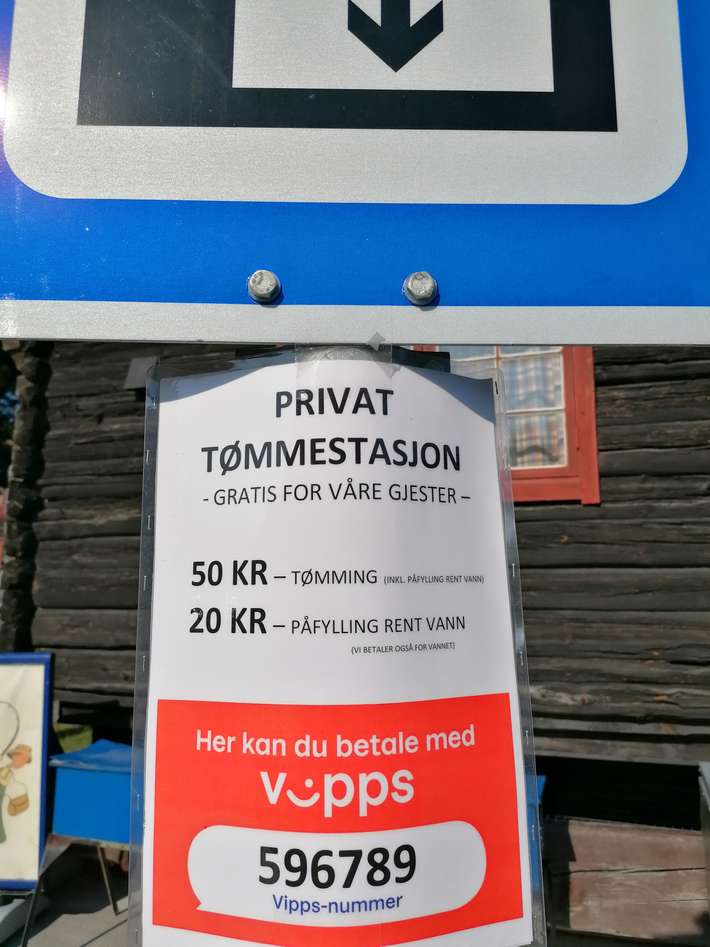 PRIVAT
TØMMESTASJON
- GRATIS FOR VÅRE GJESTER –
50 KR – TØMMING (INKL. PÅFYLLING RENT VANN)
20 KR – PÅFYLLING RENT VANN
(VI BETALER OGSÅ FOR VANNET)
Her kan du betale med
vipps
596789
Vipps-nummer